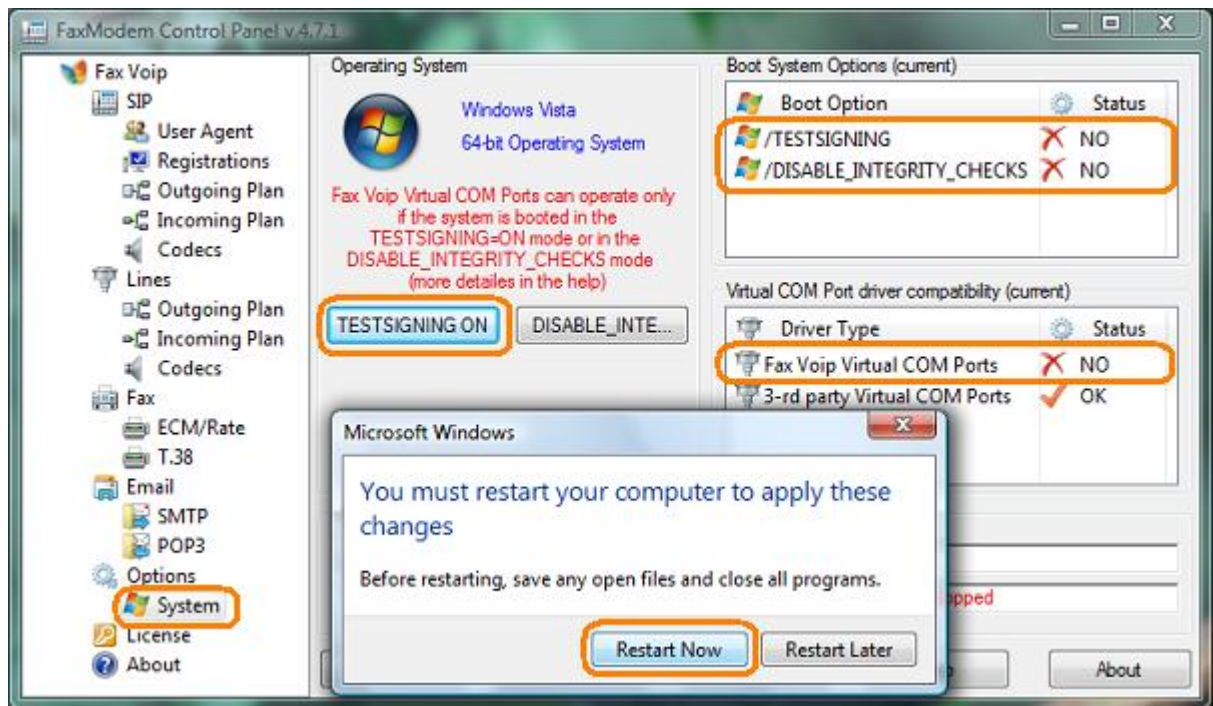 FaxModem Control Panel v.4.7.1
Fax Voip
SIP
User Agent
Registrations
Outgoing Plan
Incoming Plan
Codecs
Lines
Outgoing Plan
Incoming Plan
Codecs
Fax
ECM/Rate
T.38
Email
SMTP
POP3
Options
System
License
About
Operating System
Windows Vista
64-bit Operating System
Fax Voip Virtual COM Ports can operate only
if the system is booted in the
TESTSIGNING=ON mode or in the
DISABLE_INTEGRITY_CHECKS mode
(more detailes in the help)
TESTSIGNING ON
DISABLE_INTE...
Boot System Options (current)
Boot Option Status
/TESTSIGNING NO
/DISABLE_INTEGRITY_CHECKS NO
Virtual COM Port driver compatibility (current)
Driver Type Status
Fax Voip Virtual COM Ports NO
3-rd party Virtual COM Ports OK
Microsoft Windows
You must restart your computer to apply these
changes
Before restarting, save any open files and close all programs.
Restart Now
Restart Later
About